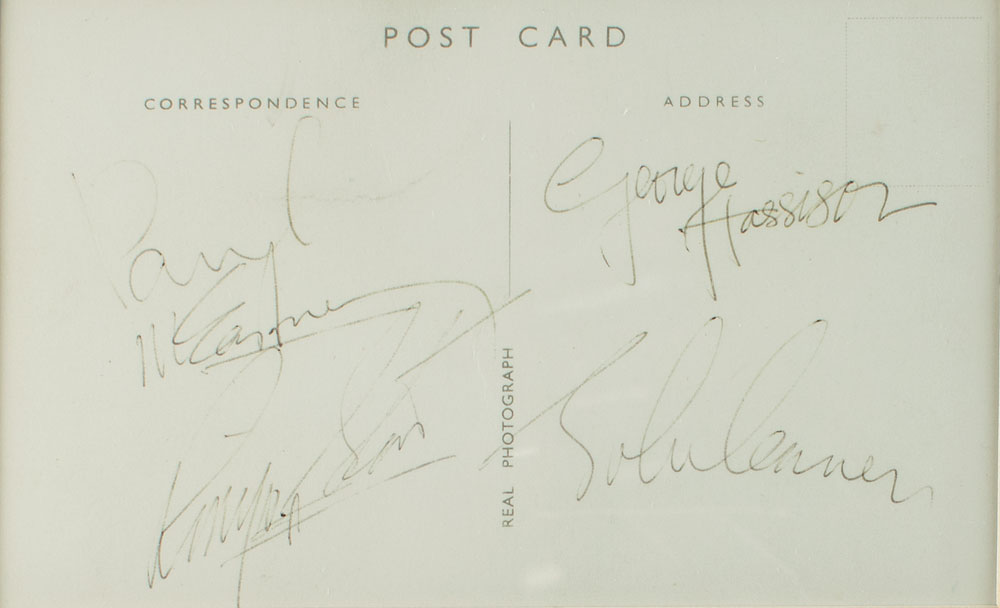 POST CARD
CORRESPONDENCE
ADDRESS
Paul
McCartney
George
Harrison
REAL PHOTOGRAPH
Ringo Starr
John Lennon